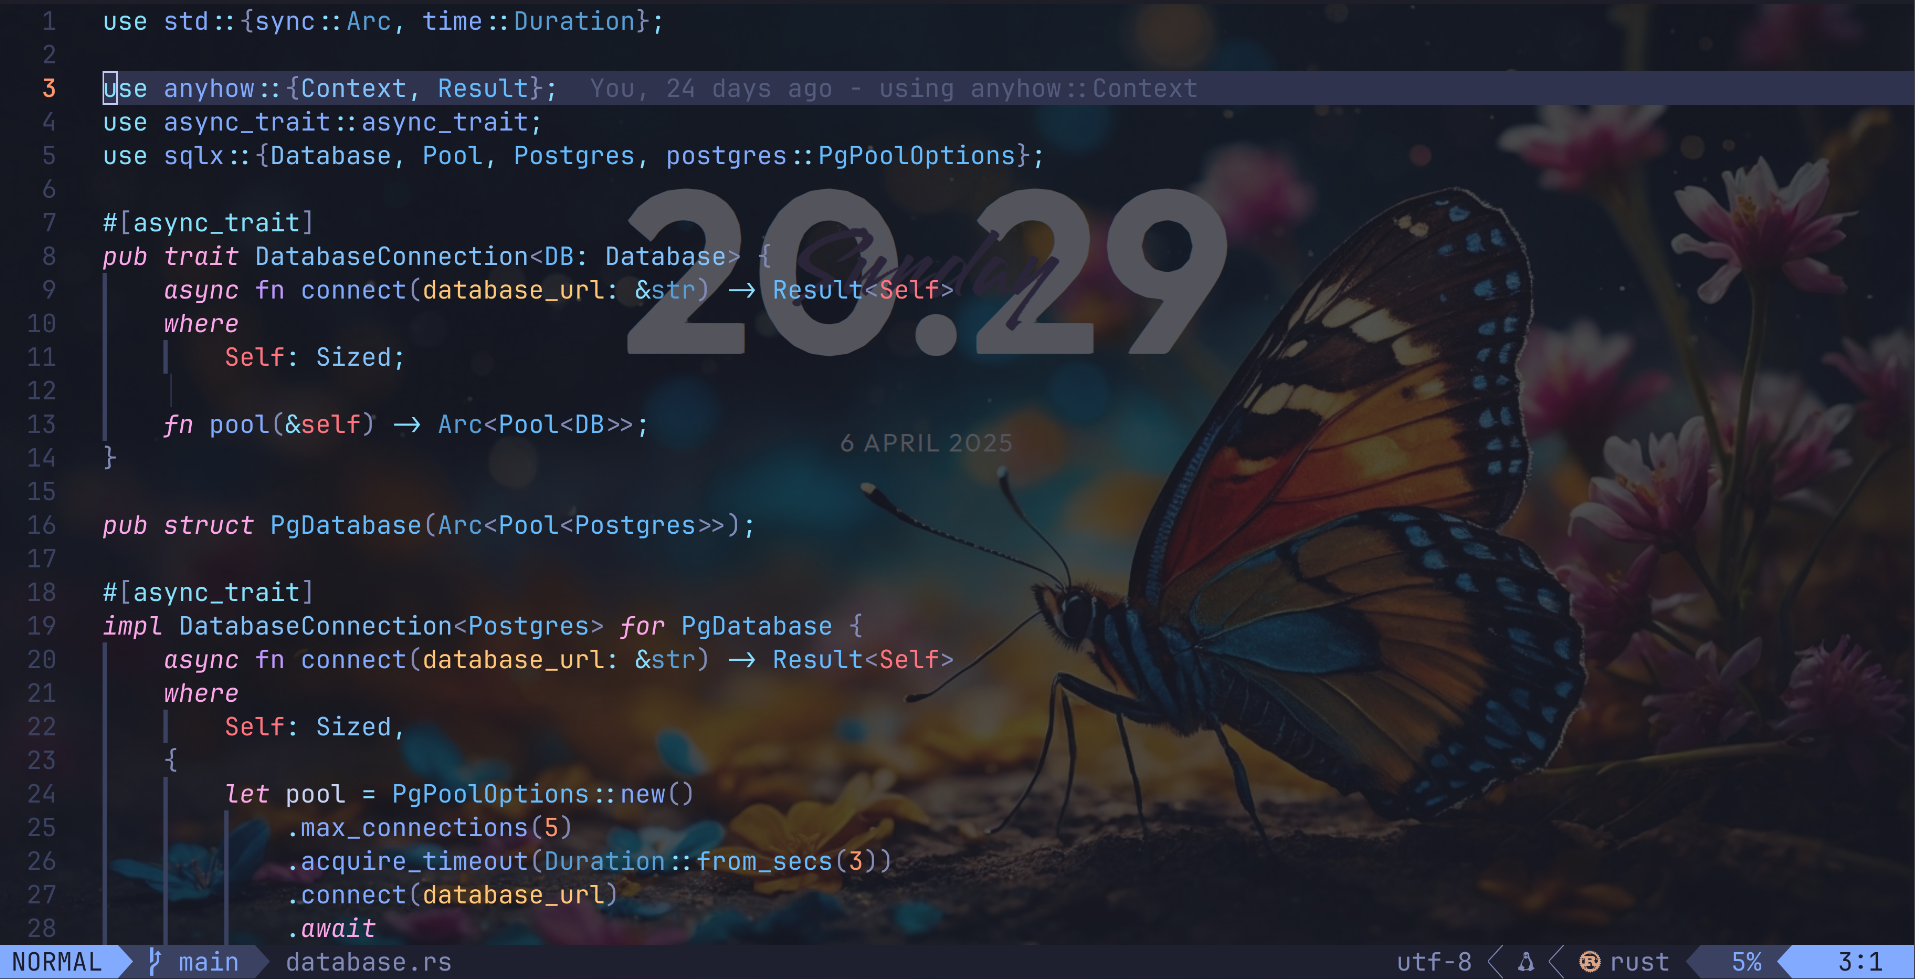 1 use std::{sync::Arc, time::Duration};
2
3 use anyhow::{Context, Result}; You, 24 days ago - using anyhow::Context
4 use async_trait::async_trait;
5 use sqlx::{Database, Pool, Postgres, postgres::PgPoolOptions};
6
7 #[async_trait]
8 pub trait DatabaseConnection<DB: Database> {
9 async fn connect(database_url: &str) -> Result<Self>
10 where
11 Self: Sized;
12
13 fn pool(&self) -> Arc<Pool<DB>>;
14 }
15
16 pub struct PgDatabase(Arc<Pool<Postgres>>);
17
18 #[async_trait]
19 impl DatabaseConnection<Postgres> for PgDatabase {
20 async fn connect(database_url: &str) -> Result<Self>
21 where
22 Self: Sized,
23 {
24 let pool = PgPoolOptions::new()
25 .max_connections(5)
26 .acquire_timeout(Duration::from_secs(3))
27 .connect(database_url)
28 .await
20.29
Sunday
6 APRIL 2025
NORMAL main database.rs utf-8 rust 5% 3:1